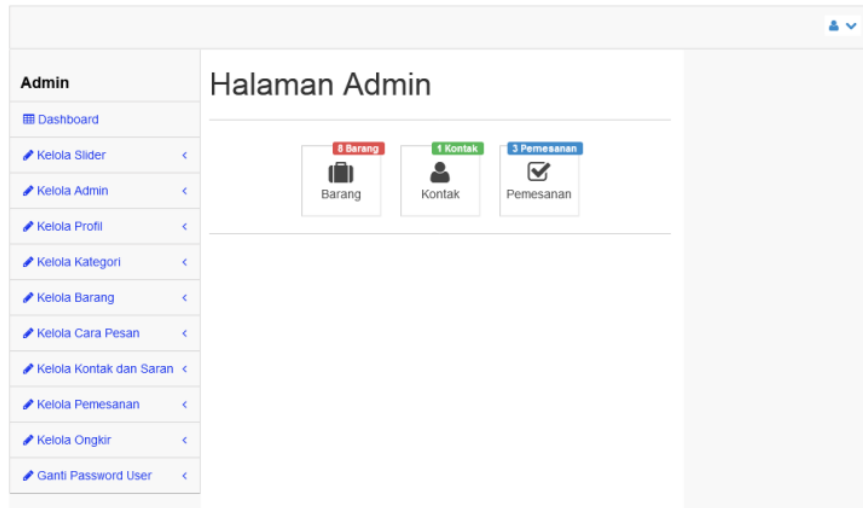 Admin
Dashboard
Kelola Slider
Kelola Admin
Kelola Profil
Kelola Kategori
Kelola Barang
Kelola Cara Pesan
Kelola Kontak dan Saran
Kelola Pemesanan
Kelola Ongkir
Ganti Password User
Halaman Admin
8 Barang
Barang
1 Kontak
Kontak
3 Pemesanan
Pemesanan